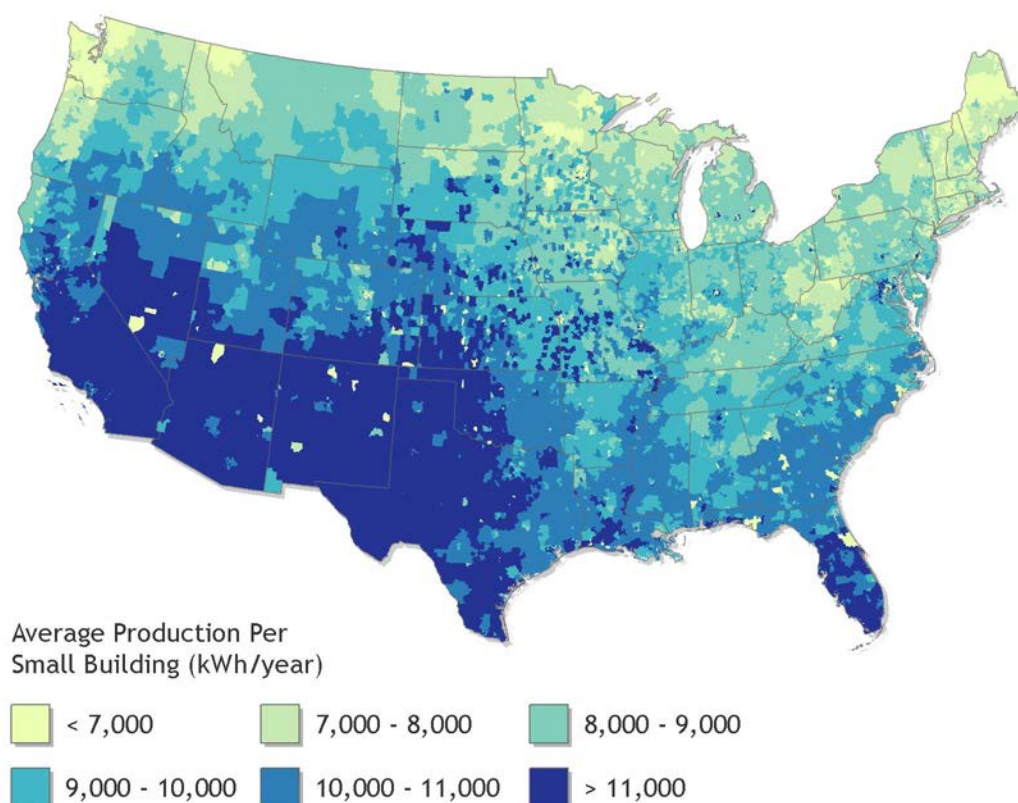 Average Production Per
Small Building (kWh/year)
< 7,000
7,000 - 8,000
8,000 - 9,000
9,000 - 10,000
10,000 - 11,000
> 11,000